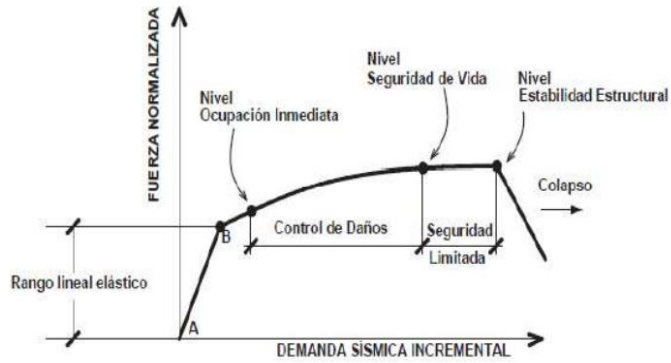 FUERZA NORMALIZADA
Nivel
Ocupación Inmediata
Nivel
Seguridad de Vida
Nivel
Estabilidad Estructural
Colapso
B
Control de Daños
Seguridad
Limitada
Rango lineal elástico
A
DEMANDA SÍSMICA INCREMENTAL